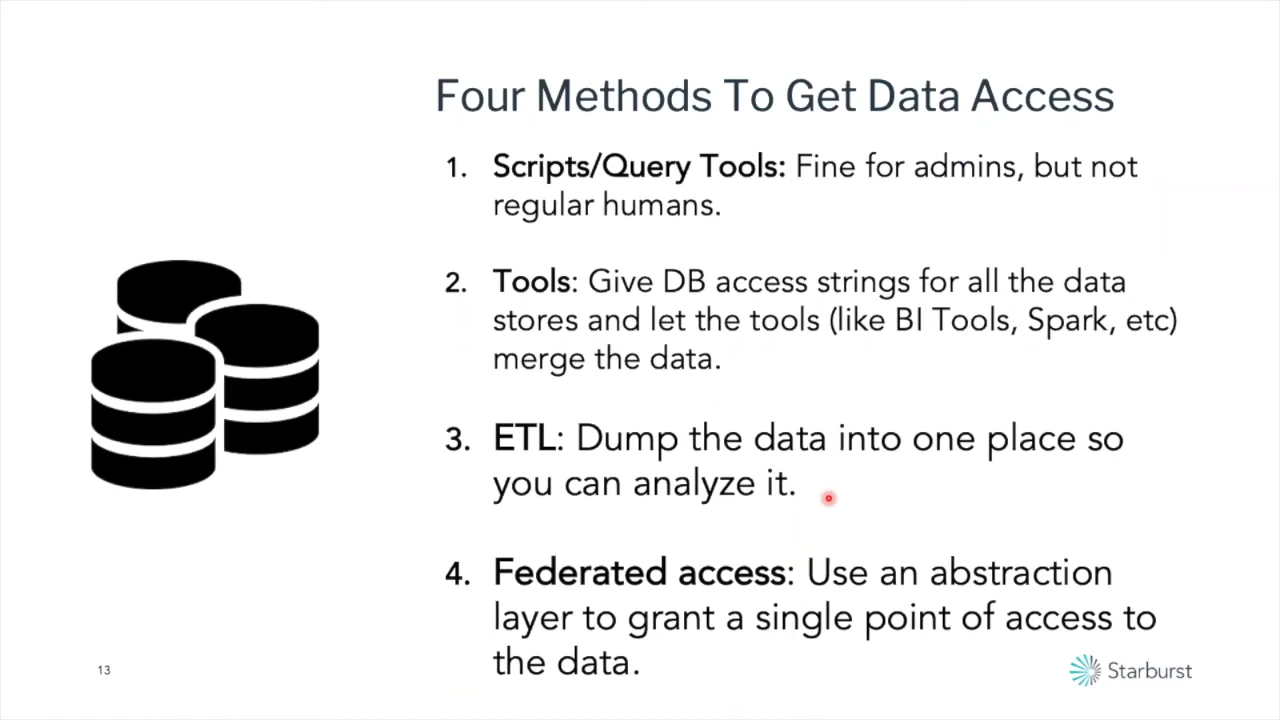 Four Methods To Get Data Access
1. Scripts/Query Tools: Fine for admins, but not
regular humans.
2. Tools: Give DB access strings for all the data
stores and let the tools (like BI Tools, Spark, etc)
merge the data.
3. ETL: Dump the data into one place so
you can analyze it.
4. Federated access: Use an abstraction
layer to grant a single point of access to
the data.
13
Starburst